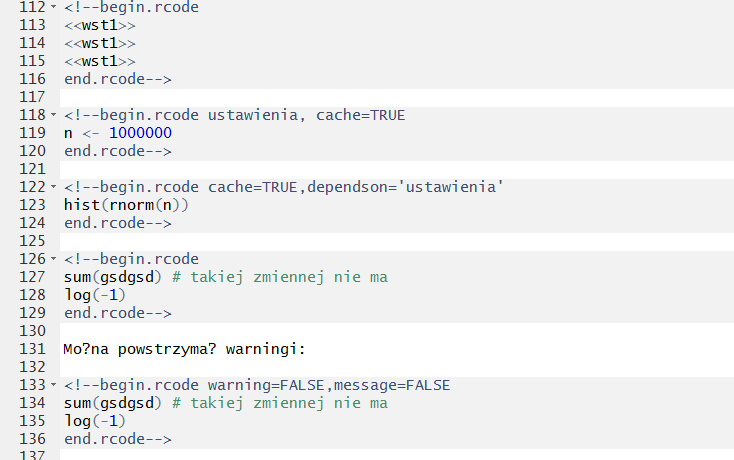 112 <!--begin.rcode
113 <<wst1>>
114 <<wst1>>
115 <<wst1>>
116 end.rcode-->
117
118 <!--begin.rcode ustawienia, cache=TRUE
119 n <- 1000000
120 end.rcode-->
121
122 <!--begin.rcode cache=TRUE,dependson='ustawienia'
123 hist(rnorm(n))
124 end.rcode-->
125
126 <!--begin.rcode
127 sum(gsdgsd) # takiej zmiennej nie ma
128 log(-1)
129 end.rcode-->
130
131 Mo?na powstrzyma? warningi:
132
133 <!--begin.rcode warning=FALSE,message=FALSE
134 sum(gsdgsd) # takiej zmiennej nie ma
135 log(-1)
136 end.rcode-->
137